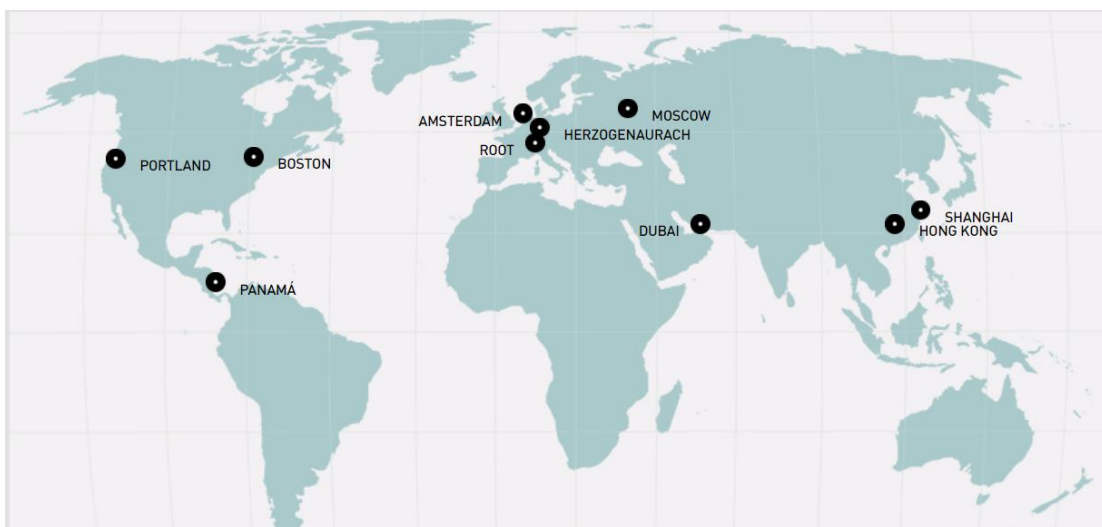 AMSTERDAM
MOSCOW
HERZOGENAURACH
ROOT
PORTLAND
BOSTON
SHANGHAI
DUBAI
HONG KONG
PANAMÁ